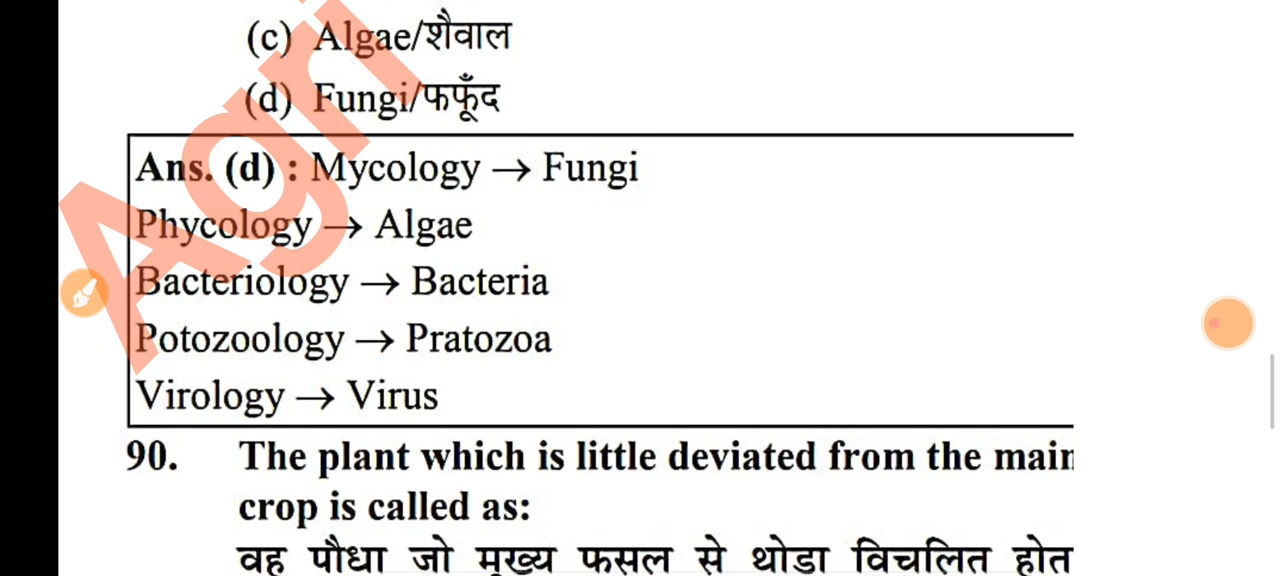 (c) Algae/शैवाल
(d) Fungi/फफूँद
Ans. (d) : Mycology → Fungi
Phycology → Algae
Bacteriology → Bacteria
Potozoology → Pratozoa
Virology → Virus
90. The plant which is little deviated from the main
crop is called as:
वह पौधा जो मुख्य फसल से थोडा विचलित होत
Agri